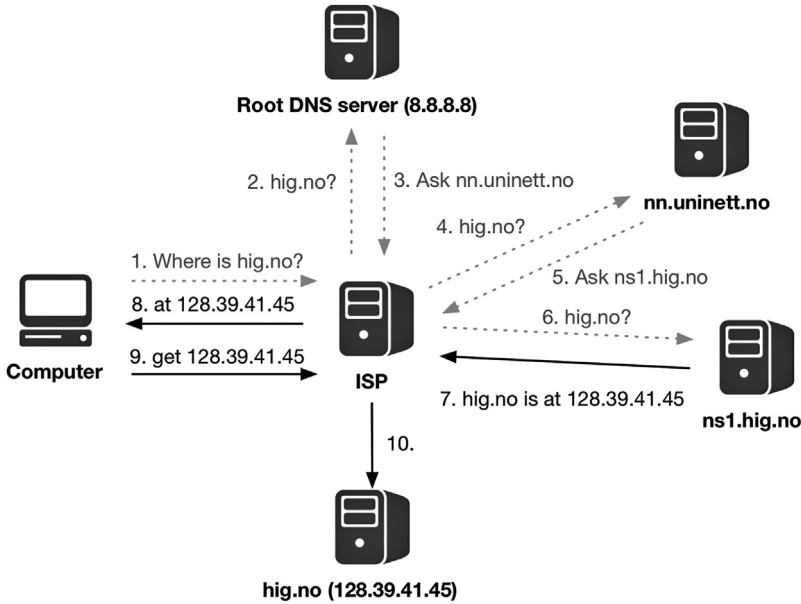 Root DNS server (8.8.8.8)
2. hig.no?
3. Ask nn.uninett.no
nn.uninett.no
4. hig.no?
1. Where is hig.no?
5. Ask ns1.hig.no
8. at 128.39.41.45
6. hig.no?
9. get 128.39.41.45
Computer
ISP
7. hig.no is at 128.39.41.45
ns1.hig.no
10.
hig.no (128.39.41.45)